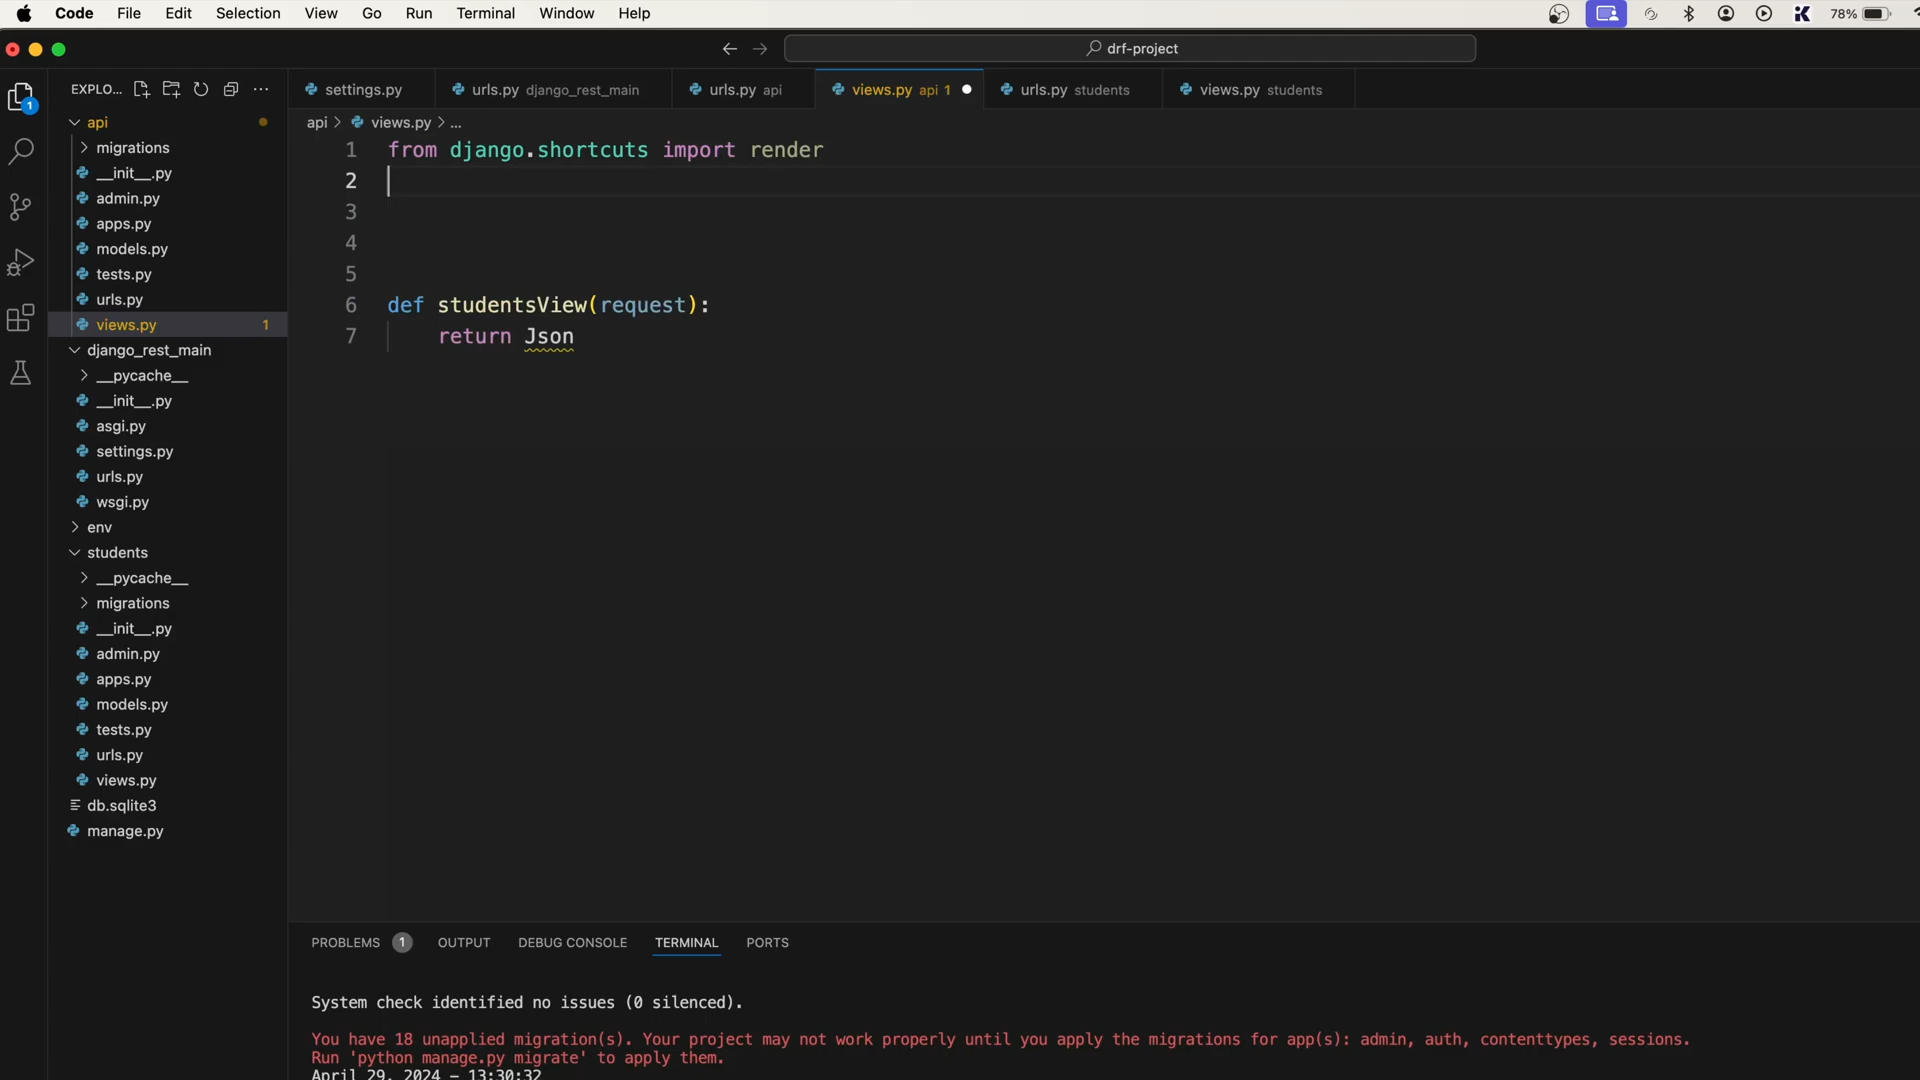 Code File Edit Selection View Go Run Terminal Window Help 78%
drf-project
EXPLO... settings.py urls.py django_rest_main urls.py api views.py api 1 urls.py students views.py students
api > views.py > ...
api
migrations
__init__.py
admin.py
apps.py
models.py
tests.py
urls.py
views.py 1
django_rest_main
__pycache__
__init__.py
asgi.py
settings.py
urls.py
wsgi.py
env
students
__pycache__
migrations
__init__.py
admin.py
apps.py
models.py
tests.py
urls.py
views.py
db.sqlite3
manage.py
1
1 from django.shortcuts import render
2
3
4
5
6 def studentsView(request):
7 return Json
PROBLEMS 1 OUTPUT DEBUG CONSOLE TERMINAL PORTS
System check identified no issues (0 silenced).
You have 18 unapplied migration(s). Your project may not work properly until you apply the migrations for app(s): admin, auth, contenttypes, sessions.
Run 'python manage.py migrate' to apply them.
April 29, 2024 - 13:30:32